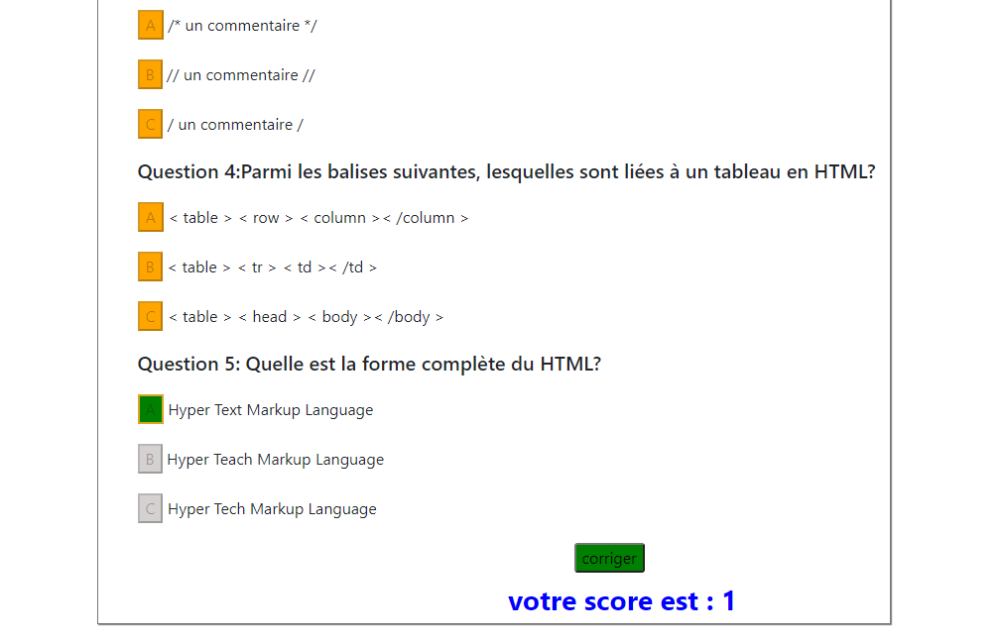 A /* un commentaire */
B // un commentaire //
C / un commentaire /
Question 4:Parmi les balises suivantes, lesquelles sont liées à un tableau en HTML?
A < table > < row > < column >< /column >
B < table > < tr > < td >< /td >
C < table > < head > < body >< /body >
Question 5: Quelle est la forme complète du HTML?
A Hyper Text Markup Language
B Hyper Teach Markup Language
C Hyper Tech Markup Language
corriger
votre score est : 1